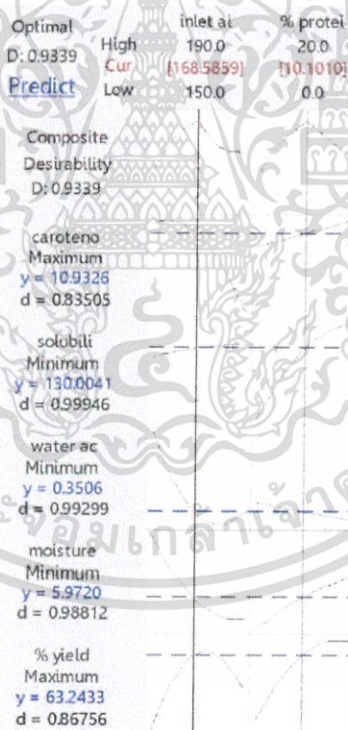 Optimal
D: 0.9339
Predict
High
Cur
Low
inlet ai
190.0
[168.5859]
150.0
% protei
20.0
[10.1010]
0.0
Composite
Desirability
D: 0.9339
caroteno
Maximum
y = 10.9326
d = 0.83505
solubili
Minimum
y = 130.0041
d = 0.99946
water ac
Minimum
y = 0.3506
d = 0.99299
moisture
Minimum
y = 5.9720
d = 0.98812
% yield
Maximum
y = 63.2433
d = 0.86756